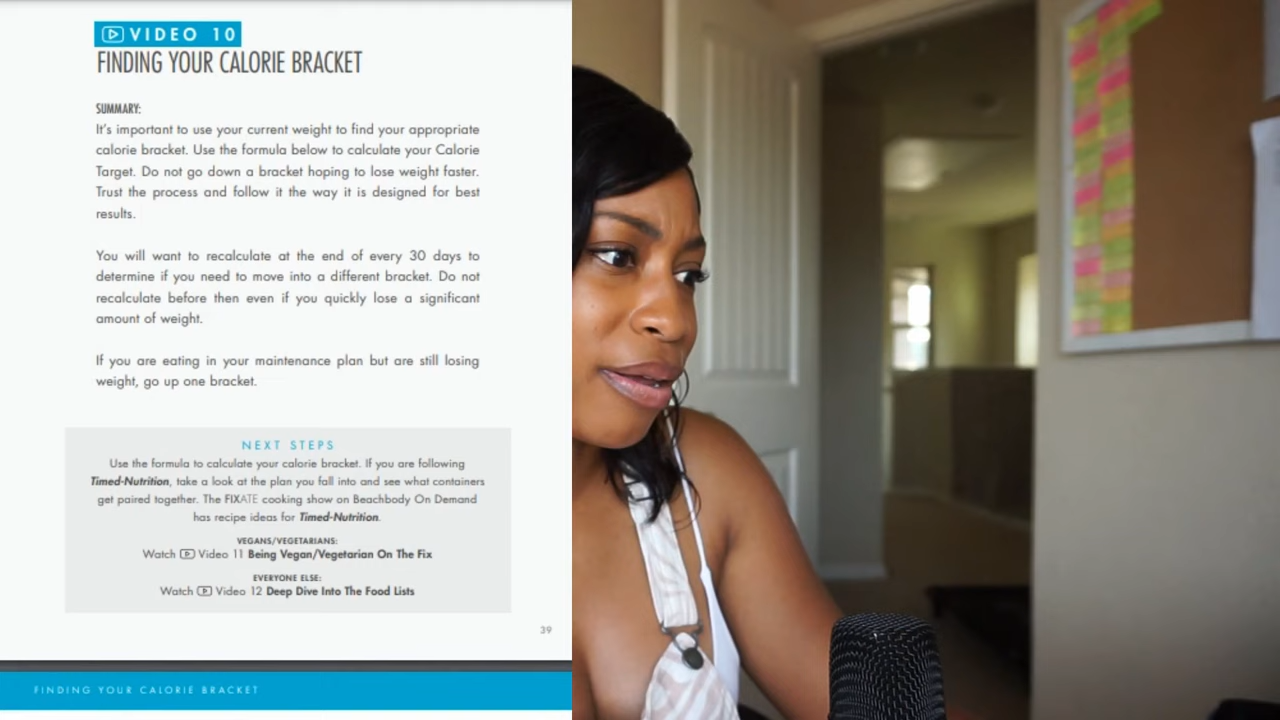 VIDEO 10
FINDING YOUR CALORIE BRACKET
SUMMARY:
It's important to use your current weight to find your appropriate
calorie bracket. Use the formula below to calculate your Calorie
Target. Do not go down a bracket hoping to lose weight faster.
Trust the process and follow it the way it is designed for best
results.
You will want to recalculate at the end of every 30 days to
determine if you need to move into a different bracket. Do not
recalculate before then even if you quickly lose a significant
amount of weight.
If you are eating in your maintenance plan but are still losing
weight, go up one bracket.
NEXT STEPS
Use the formula to calculate your calorie bracket. If you are following
Timed-Nutrition, take a look at the plan you fall into and see what containers
get paired together. The FIXATE cooking show on Beachbody On Demand
has recipe ideas for Timed-Nutrition.
VEGANS/VEGETARIANS:
Watch Video 11 Being Vegan/Vegetarian On The Fix
EVERYONE ELSE:
Watch Video 12 Deep Dive Into The Food Lists
39
FINDING YOUR CALORIE BRACKET